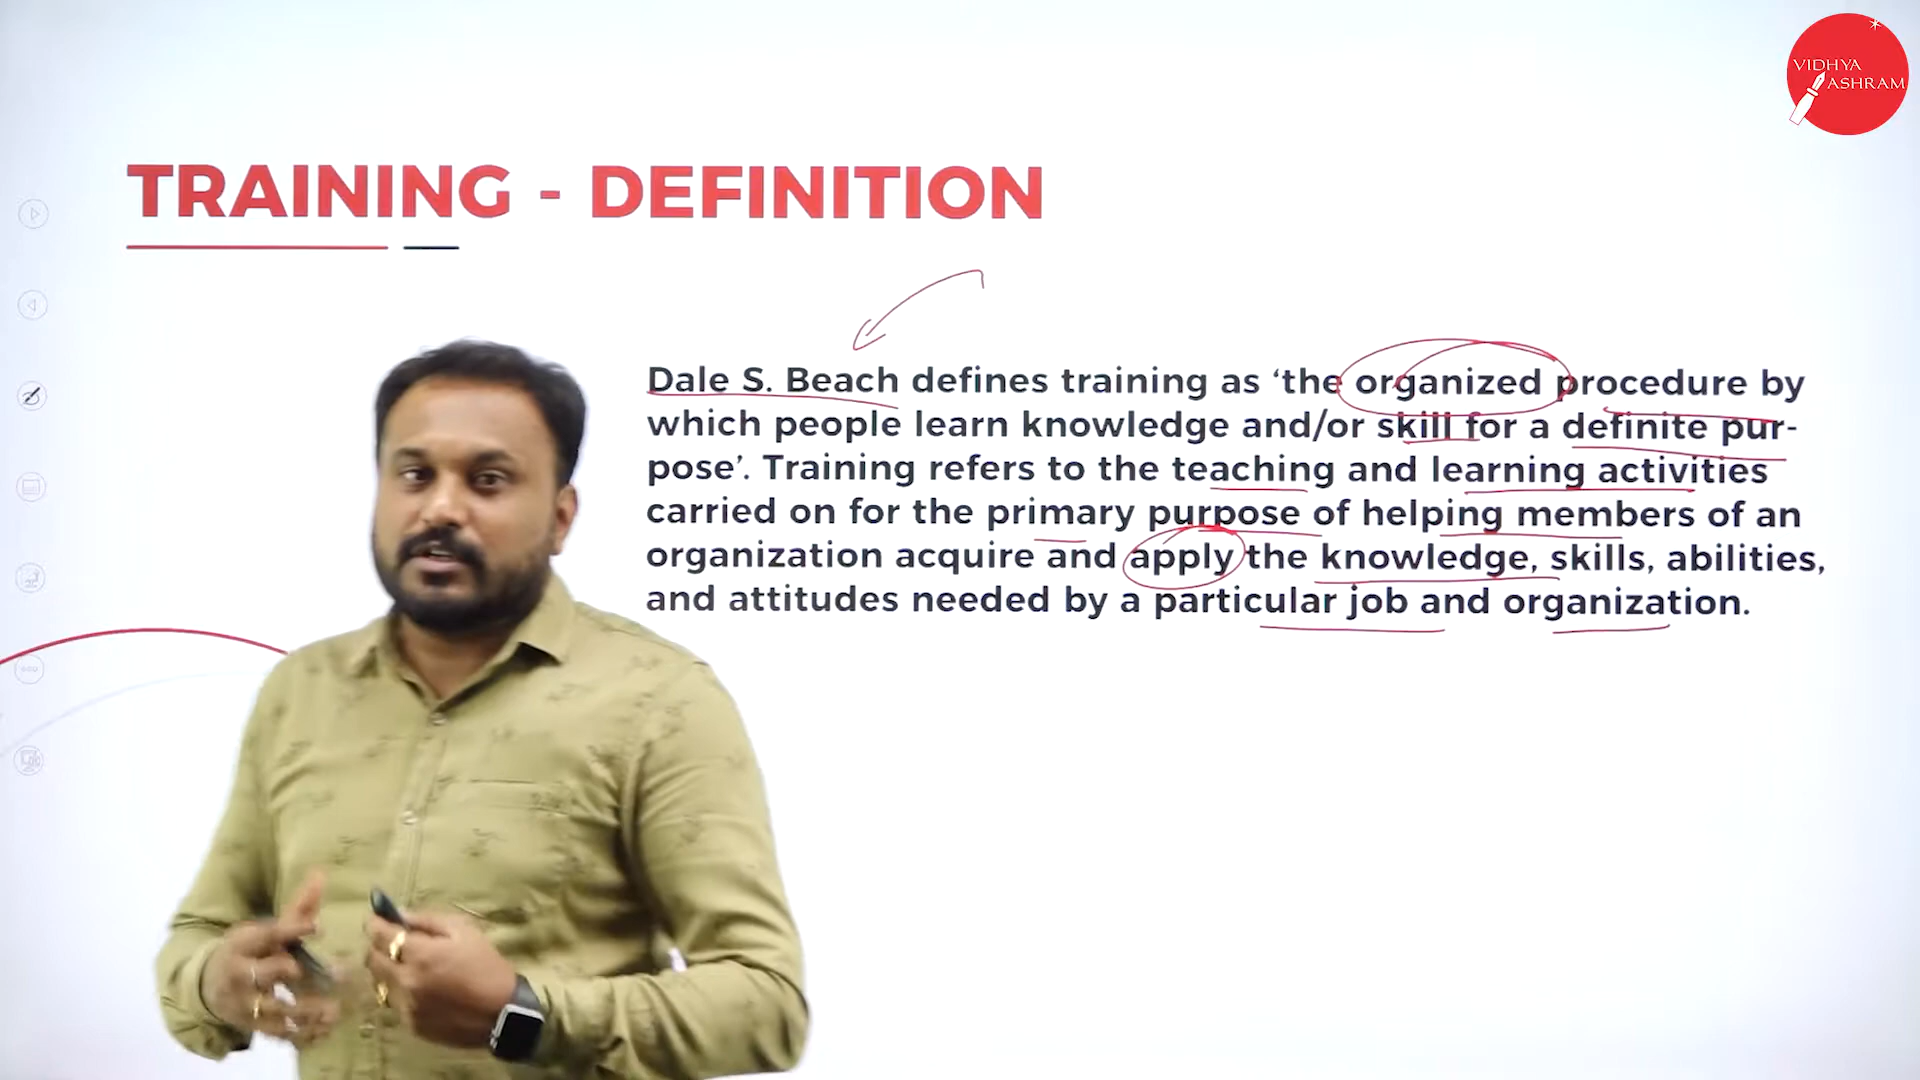 VIDHYA
ASHRAM
TRAINING - DEFINITION
Dale S. Beach defines training as ‘the organized procedure by
which people learn knowledge and/or skill for a definite pur-
pose’. Training refers to the teaching and learning activities
carried on for the primary purpose of helping members of an
organization acquire and apply the knowledge, skills, abilities,
and attitudes needed by a particular job and organization.